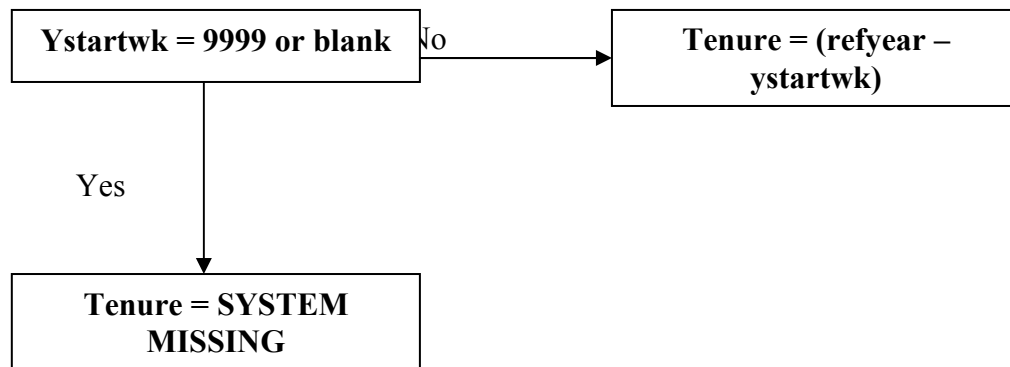 Ystartwk = 9999 or blank
No
Tenure = (refyear –
ystartwk)
Yes
Tenure = SYSTEM
MISSING